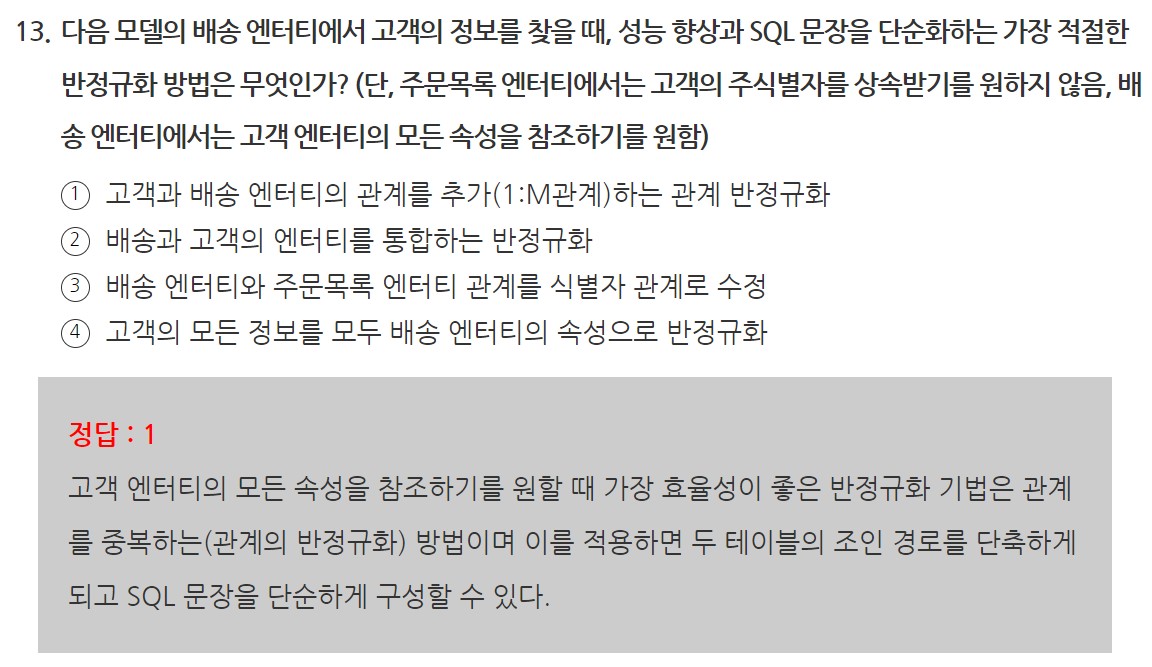 13. 다음 모델의 배송 엔터티에서 고객의 정보를 찾을 때, 성능 향상과 SQL 문장을 단순화하는 가장 적절한
반정규화 방법은 무엇인가? (단, 주문목록 엔터티에서는 고객의 주식별자를 상속받기를 원하지 않음, 배
송 엔터티에서는 고객 엔터티의 모든 속성을 참조하기를 원함)
① 고객과 배송 엔터티의 관계를 추가(1:M관계)하는 관계 반정규화
② 배송과 고객의 엔터티를 통합하는 반정규화
③ 배송 엔터티와 주문목록 엔터티 관계를 식별자 관계로 수정
④ 고객의 모든 정보를 모두 배송 엔터티의 속성으로 반정규화
정답 : 1
고객 엔터티의 모든 속성을 참조하기를 원할 때 가장 효율성이 좋은 반정규화 기법은 관계
를 중복하는(관계의 반정규화) 방법이며 이를 적용하면 두 테이블의 조인 경로를 단축하게
되고 SQL 문장을 단순하게 구성할 수 있다.